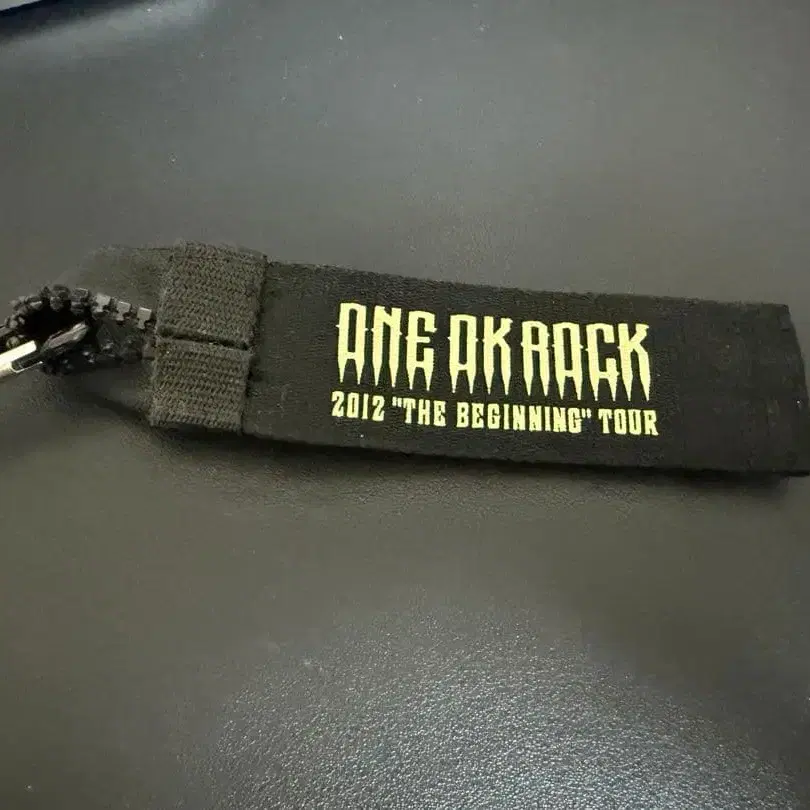 ONE OK ROCK
2012 "THE BEGINNING" TOUR